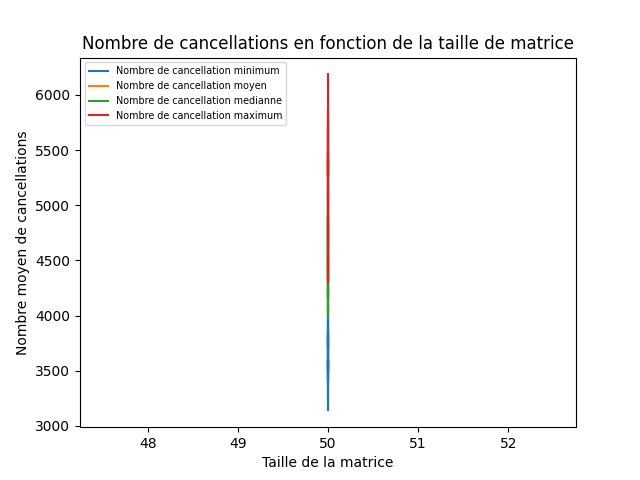 Nombre de cancellations en fonction de la taille de matrice
Nombre de cancellation minimum
Nombre de cancellation moyen
Nombre de cancellation medianne
Nombre de cancellation maximum
6000
5500
5000
4500
4000
3500
3000
Nombre moyen de cancellations
48 49 50 51 52
Taille de la matrice